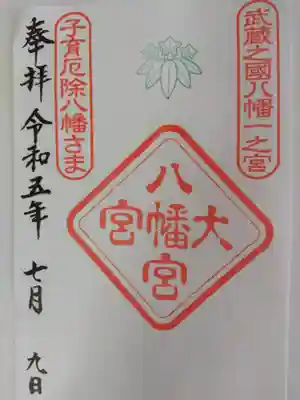 武蔵之國八幡一之宮
大八幡宮宮
子育厄除八幡さま
奉拝令和五年七月九日